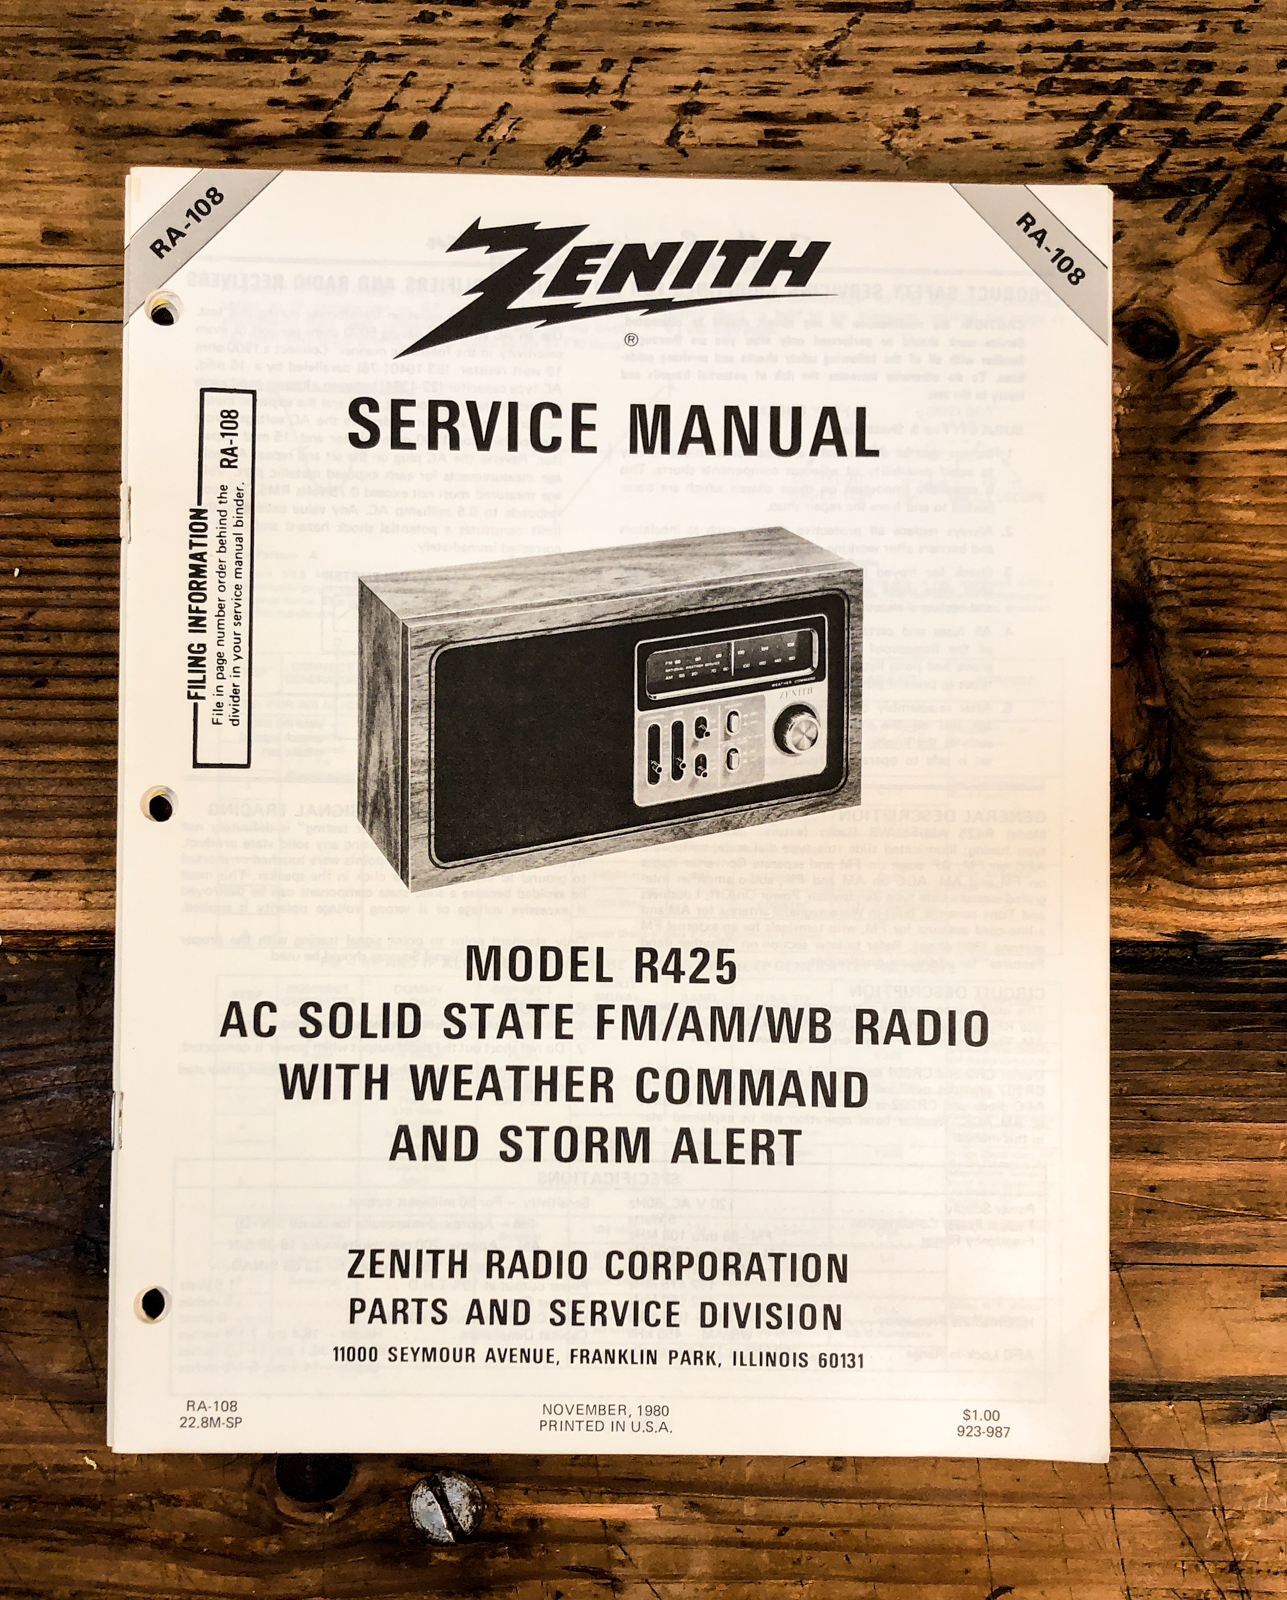 RA-108
RA-108
ZENITH
®
SERVICE MANUAL
FILING INFORMATION
File in page number order behind the RA-108
divider in your service manual binder.
WEATHER COMMAND
ZENITH
MODEL R425
AC SOLID STATE FM/AM/WB RADIO
WITH WEATHER COMMAND
AND STORM ALERT
ZENITH RADIO CORPORATION
PARTS AND SERVICE DIVISION
11000 SEYMOUR AVENUE, FRANKLIN PARK, ILLINOIS 60131
RA-108
22.8M-SP
NOVEMBER, 1980
PRINTED IN U.S.A.
$1.00
923-987